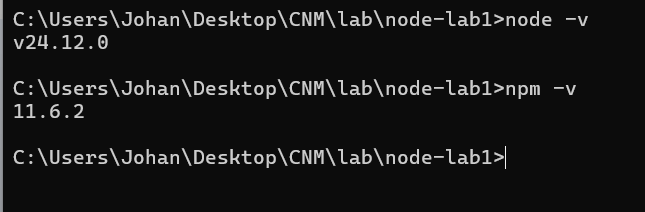 C:\Users\Johan\Desktop\CNM\lab\node-lab1>node -v
v24.12.0
C:\Users\Johan\Desktop\CNM\lab\node-lab1>npm -v
11.6.2
C:\Users\Johan\Desktop\CNM\lab\node-lab1>